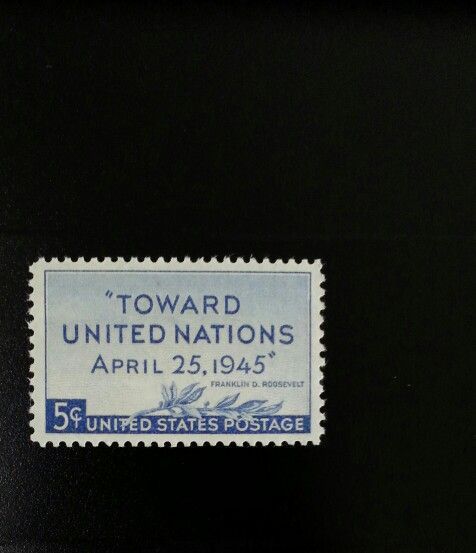 "TOWARD
UNITED NATIONS
APRIL 25, 1945"
FRANKLIN D. ROOSEVELT
5¢ UNITED STATES POSTAGE